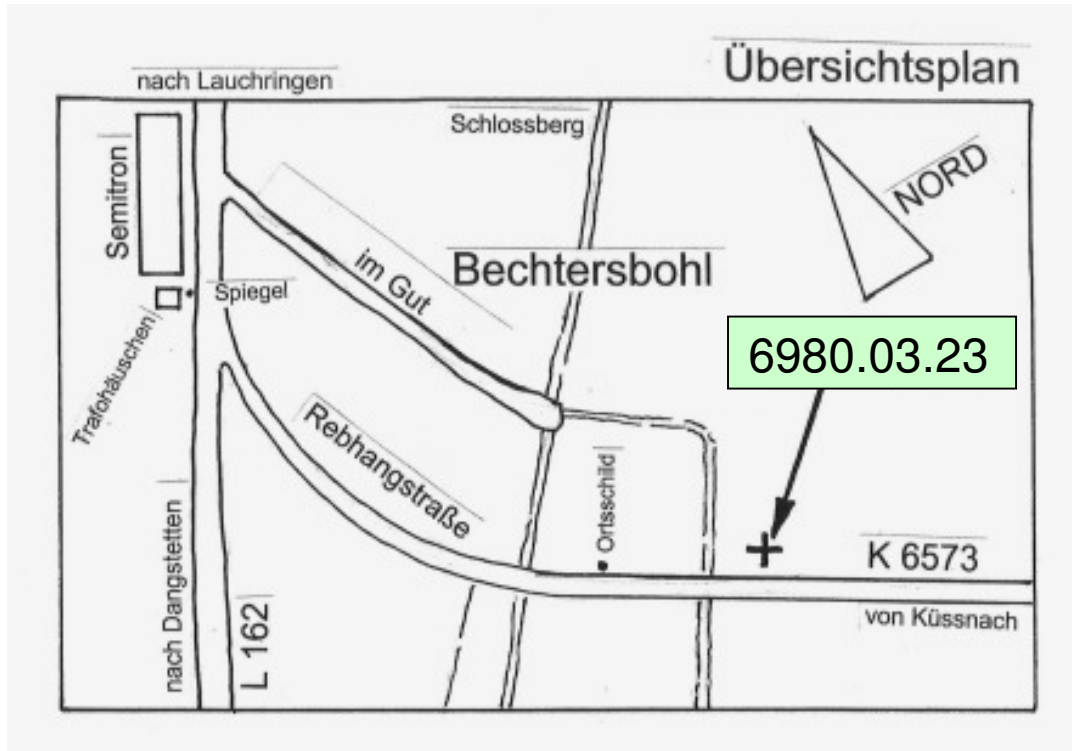 Übersichtsplan
nach Lauchringen
Schlossberg
Semitron
NORD
im Gut
Bechtersbohl
Spiegel
6980.03.23
Trafohäuschen
Rebhangstraße
Ortsschild
K 6573
nach Dangstetten
L 162
von Küssnach